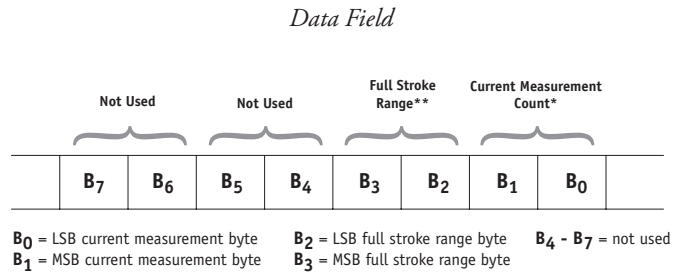 Data Field
Full Stroke
Range**
Current Measurement
Count*
Not Used
Not Used
B7 B6 B5 B4 B3 B2 B1 B0
B0 = LSB current measurement byte B2 = LSB full stroke range byte B4 - B7 = not used
B1 = MSB current measurement byte B3 = MSB full stroke range byte